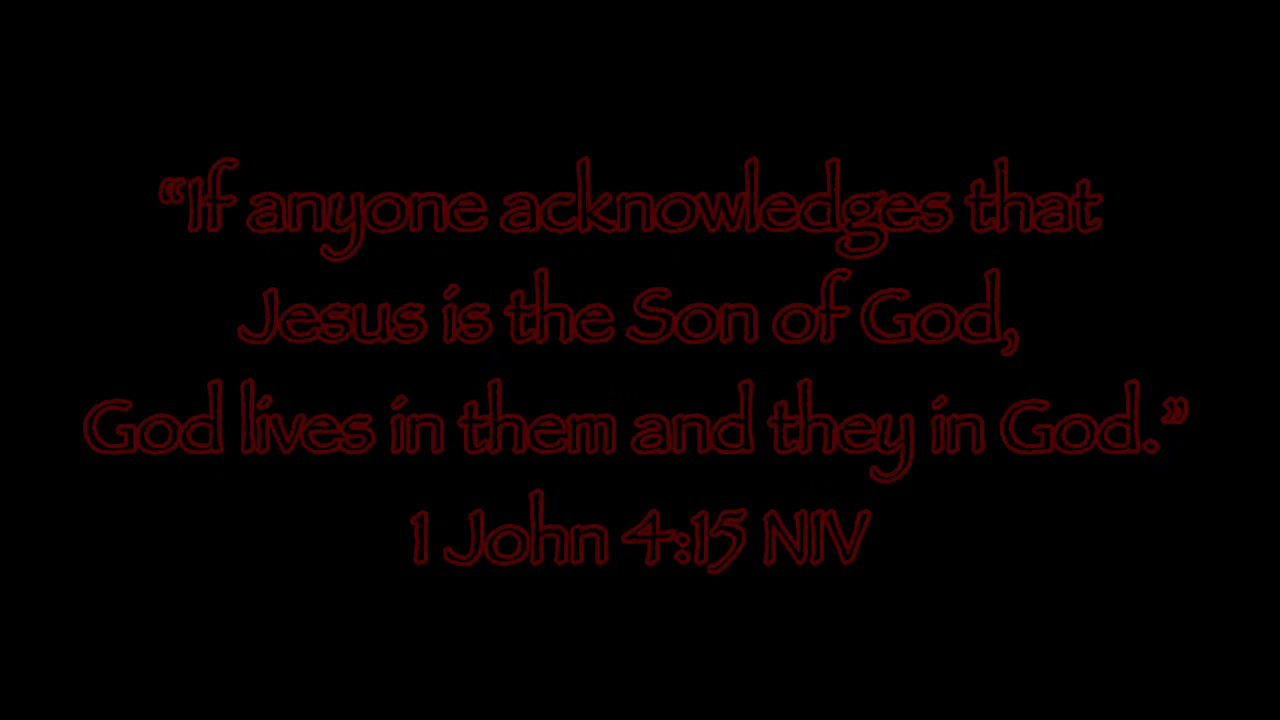 “If anyone acknowledges that
Jesus is the Son of God,
God lives in them and they in God.”
1 John 4:15 NIV